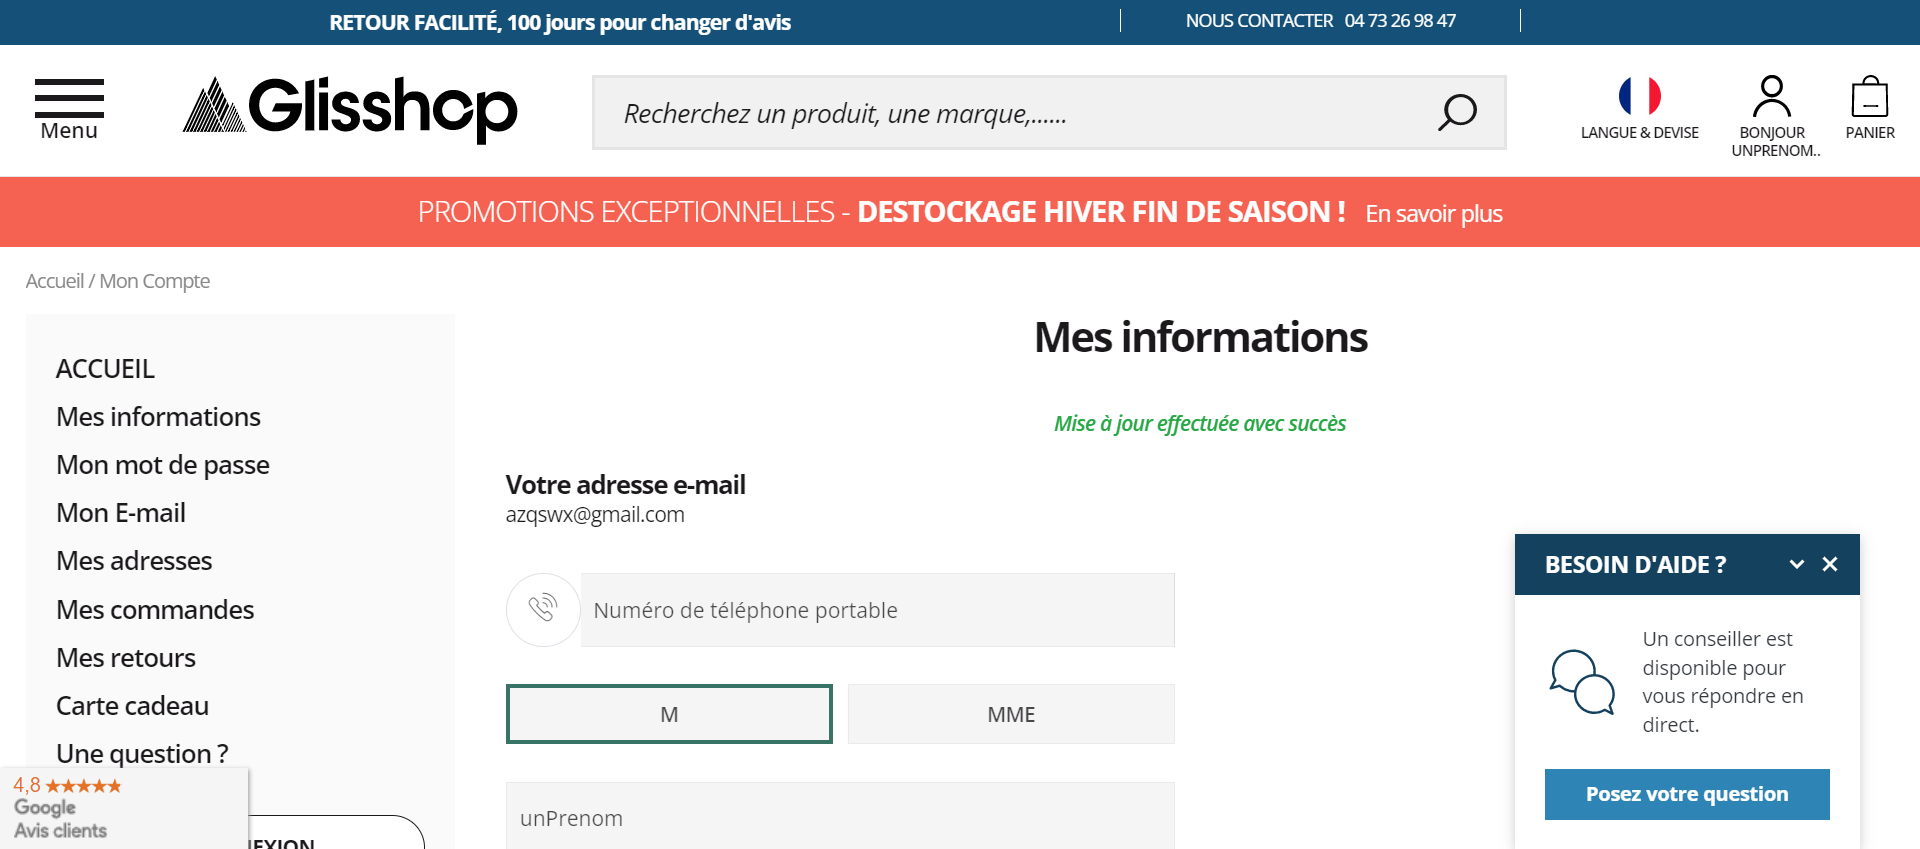 RETOUR FACILITÉ, 100 jours pour changer d'avis
NOUS CONTACTER 04 73 26 98 47
Menu
Glisshop
Recherchez un produit, une marque,......
LANGUE & DEVISE
BONJOUR
UNPRENOM..
PANIER
PROMOTIONS EXCEPTIONNELLES - DESTOCKAGE HIVER FIN DE SAISON ! En savoir plus
Accueil / Mon Compte
ACCUEIL
Mes informations
Mon mot de passe
Mon E-mail
Mes adresses
Mes commandes
Mes retours
Carte cadeau
Une question ?
4,8
Google
Avis clients
Mes informations
Mise à jour effectuée avec succès
Votre adresse e-mail
azqswx@gmail.com
Numéro de téléphone portable
M
MME
unPrenom
BESOIN D'AIDE ?
Un conseiller est
disponible pour
vous répondre en
direct.
Posez votre question